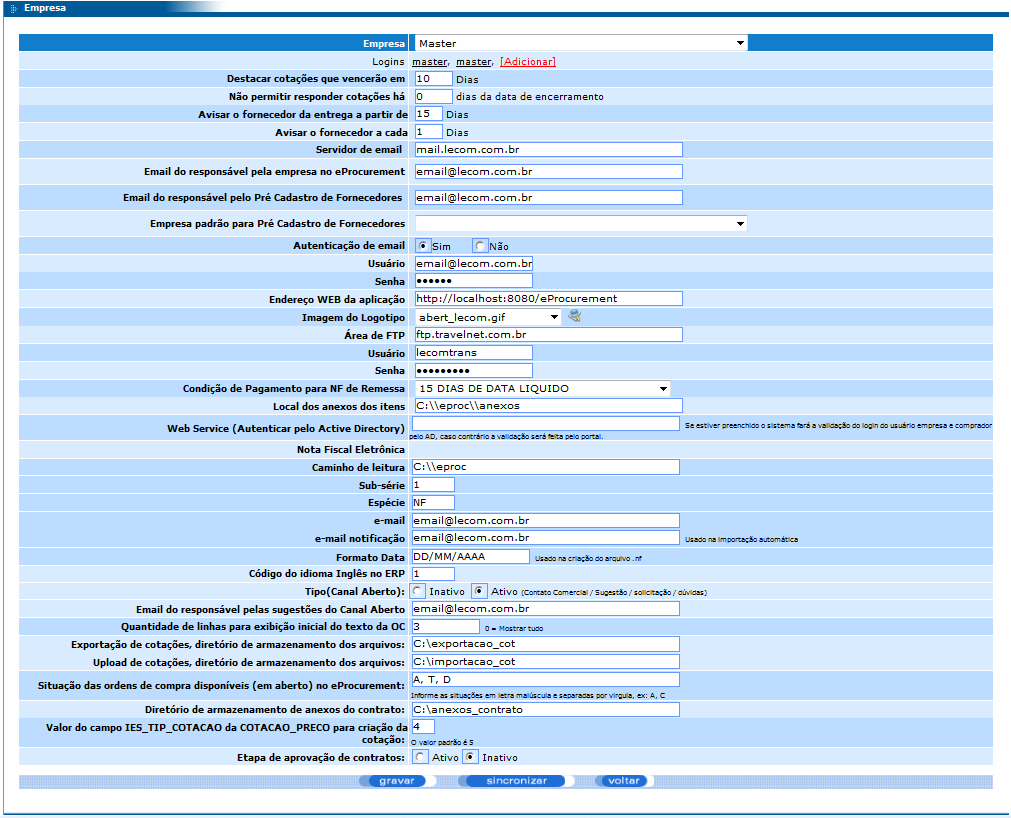 Empresa
Empresa Master
Logins master, master, [Adicionar]
Destacar cotações que vencerão em 10 Dias
Não permitir responder cotações há 0 dias da data de encerramento
Avisar o fornecedor da entrega a partir de 15 Dias
Avisar o fornecedor a cada 1 Dias
Servidor de email mail.lecom.com.br
Email do responsável pela empresa no eProcurement email@lecom.com.br
Email do responsável pelo Pré Cadastro de Fornecedores email@lecom.com.br
Empresa padrão para Pré Cadastro de Fornecedores
Autenticação de email Sim Não
Usuário email@lecom.com.br
Senha ••••••
Endereço WEB da aplicação http://localhost:8080/eProcurement
Imagem do Logotipo abert_lecom.gif
Área de FTP ftp.travelnet.com.br
Usuário lecomtrans
Senha •••••••••
Condição de Pagamento para NF de Remessa 15 DIAS DE DATA LIQUIDO
Local dos anexos dos itens C:\\eproc\\anexos
Web Service (Autenticar pelo Active Directory) Se estiver preenchido o sistema fará a validação do login do usuário empresa e comprador
pelo AD, caso contrário a validação será feita pelo portal.
Nota Fiscal Eletrônica
Caminho de leitura C:\\eproc
Sub-série 1
Espécie NF
e-mail email@lecom.com.br
e-mail notificação email@lecom.com.br Usado na importação automática
Formato Data DD/MM/AAAA Usado na criação do arquivo .nf
Código do idioma Inglês no ERP 1
Tipo(Canal Aberto): Inativo Ativo (Contato Comercial / Sugestão / solicitação / dúvidas)
Email do responsável pelas sugestões do Canal Aberto email@lecom.com.br
Quantidade de linhas para exibição inicial do texto da OC 3 0 = Mostrar tudo
Exportação de cotações, diretório de armazenamento dos arquivos: C:\exportacao_cot
Upload de cotações, diretório de armazenamento dos arquivos: C:\importacao_cot
Situação das ordens de compra disponíveis (em aberto) no eProcurement: A, T, D
Informe as situações em letra maiúscula e separadas por vírgula, ex: A, C
Diretório de armazenamento de anexos do contrato: C:\anexos_contrato
Valor do campo IES_TIP_COTACAO da COTACAO_PRECO para criação da 4
cotação: O valor padrão é S
Etapa de aprovação de contratos: Ativo Inativo
gravar sincronizar voltar